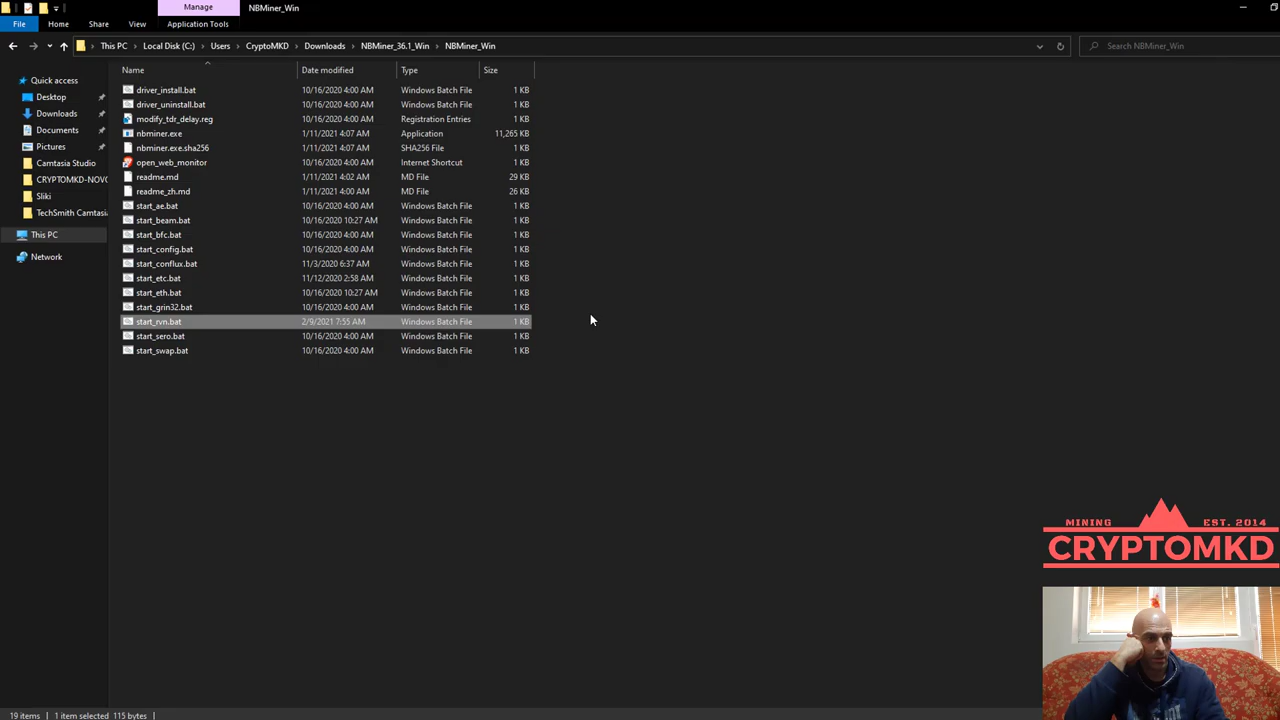 Manage
NBMiner_Win
File
Home
Share
View
Application Tools
This PC
Local Disk (C:)
Users
CryptoMKD
Downloads
NBMiner_36.1_Win
NBMiner_Win
Search NBMiner_Win
Quick access
Desktop
Downloads
Documents
Pictures
Camtasia Studio
CRYPTOMKD-NOVO
Sliki
TechSmith Camtasia
This PC
Network
Name Date modified Type Size
driver_install.bat 10/16/2020 4:00 AM Windows Batch File 1 KB
driver_uninstall.bat 10/16/2020 4:00 AM Windows Batch File 1 KB
modify_tdr_delay.reg 10/16/2020 4:00 AM Registration Entries 1 KB
nbminer.exe 1/11/2021 4:07 AM Application 11,265 KB
nbminer.exe.sha256 1/11/2021 4:07 AM SHA256 File 1 KB
open_web_monitor 10/16/2020 4:00 AM Internet Shortcut 1 KB
readme.md 1/11/2021 4:02 AM MD File 29 KB
readme_zh.md 1/11/2021 4:00 AM MD File 26 KB
start_ae.bat 10/16/2020 4:00 AM Windows Batch File 1 KB
start_beam.bat 10/16/2020 10:27 AM Windows Batch File 1 KB
start_bfc.bat 10/16/2020 4:00 AM Windows Batch File 1 KB
start_config.bat 10/16/2020 4:00 AM Windows Batch File 1 KB
start_conflux.bat 11/3/2020 6:37 AM Windows Batch File 1 KB
start_etc.bat 11/12/2020 2:58 AM Windows Batch File 1 KB
start_eth.bat 10/16/2020 10:27 AM Windows Batch File 1 KB
start_grin32.bat 10/16/2020 4:00 AM Windows Batch File 1 KB
start_rvn.bat 2/9/2021 7:55 AM Windows Batch File 1 KB
start_sero.bat 10/16/2020 4:00 AM Windows Batch File 1 KB
start_swap.bat 10/16/2020 4:00 AM Windows Batch File 1 KB
MINING EST. 2014
CRYPTOMKD
19 items 1 item selected 115 bytes